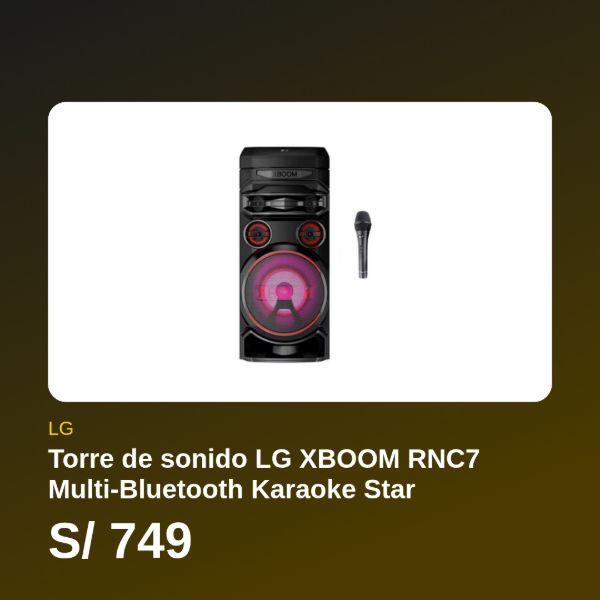 XBOOM
LG
Torre de sonido LG XBOOM RNC7
Multi-Bluetooth Karaoke Star
S/ 749